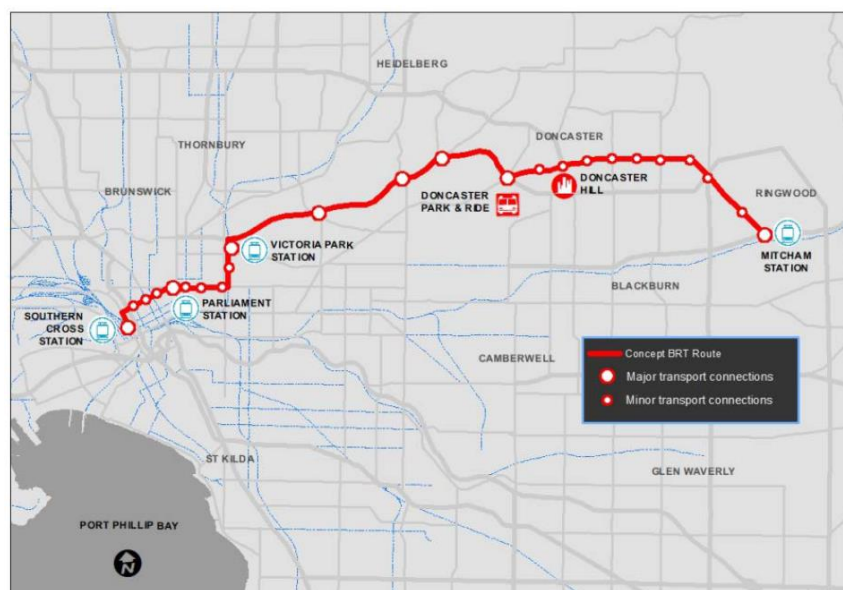 HEIDELBERG
DONCASTER
THORNBURY
BRUNSWICK
RINGWOOD
DONCASTER
PARK & RIDE
DONCASTER
HILL
VICTORIA PARK
STATION
MITCHAM
STATION
PARLIAMENT
STATION
SOUTHERN
CROSS
STATION
BLACKBURN
CAMBERWELL
Concept BRT Route
Major transport connections
Minor transport connections
ST KILDA
GLEN WAVERLY
PORT PHILLIP BAY
N